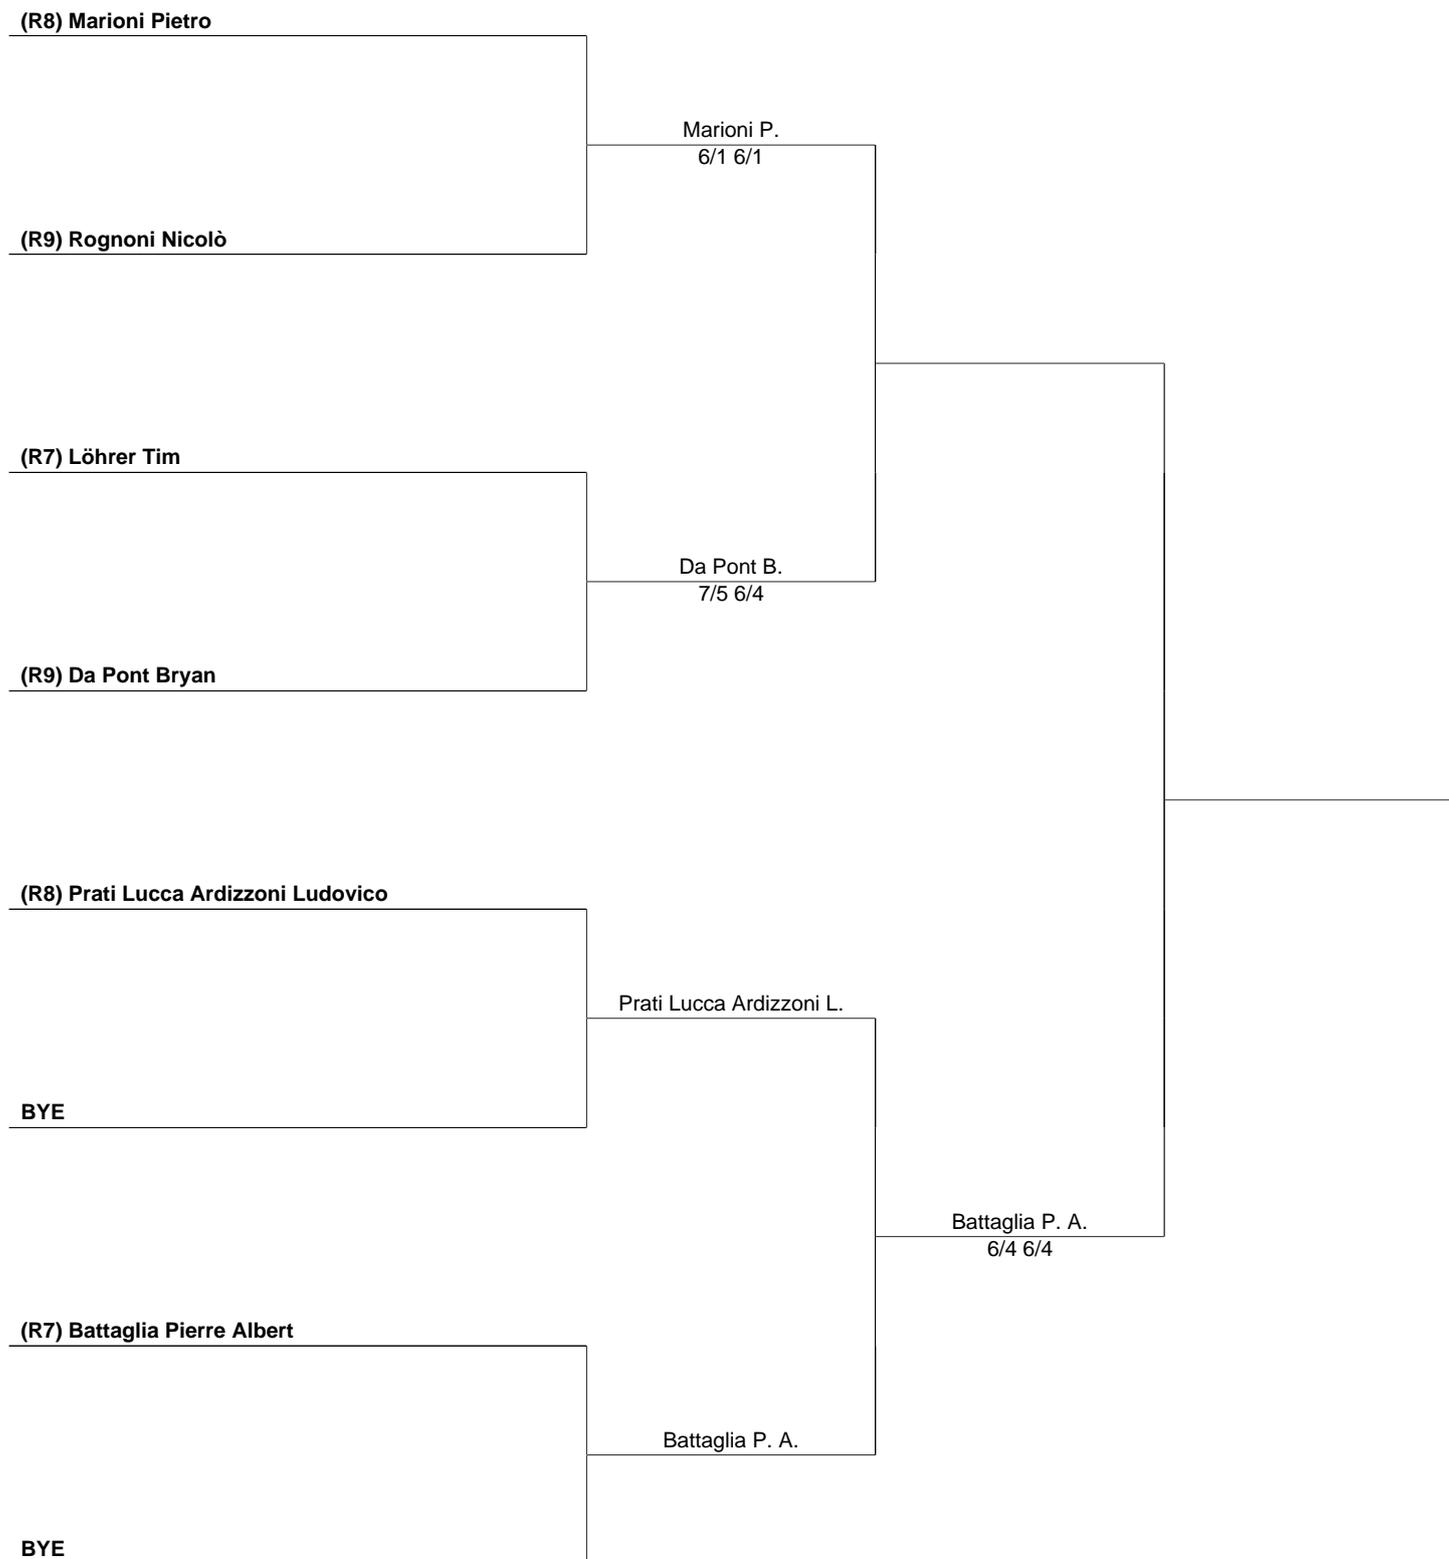 (R8) Marioni Pietro
Marioni P.
6/1 6/1
(R9) Rognoni Nicolò
(R7) Löhrer Tim
Da Pont B.
7/5 6/4
(R9) Da Pont Bryan
(R8) Prati Lucca Ardizzoni Ludovico
Prati Lucca Ardizzoni L.
BYE
Battaglia P. A.
6/4 6/4
(R7) Battaglia Pierre Albert
Battaglia P. A.
BYE